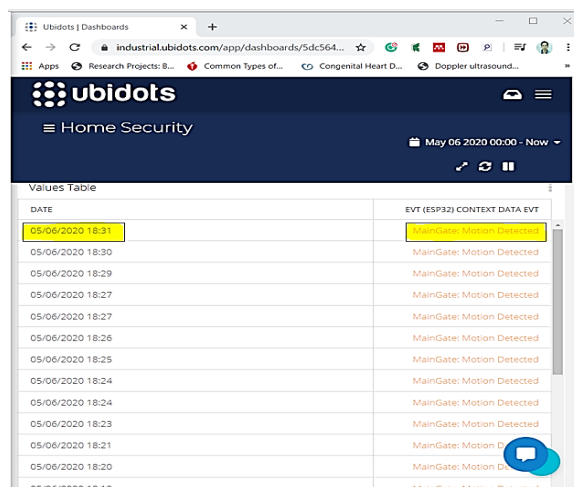 Ubidots | Dashboards
industrial.ubidots.com/app/dashboards/5dc564...
Apps Research Projects: B... Common Types of... Congenital Heart D... Doppler ultrasound... »
ubidots
Home Security
May 06 2020 00:00 - Now
Values Table
DATE EVT (ESP32) CONTEXT DATA EVT
05/06/2020 18:31 MainGate: Motion Detected
05/06/2020 18:30 MainGate: Motion Detected
05/06/2020 18:29 MainGate: Motion Detected
05/06/2020 18:27 MainGate: Motion Detected
05/06/2020 18:27 MainGate: Motion Detected
05/06/2020 18:26 MainGate: Motion Detected
05/06/2020 18:25 MainGate: Motion Detected
05/06/2020 18:24 MainGate: Motion Detected
05/06/2020 18:24 MainGate: Motion Detected
05/06/2020 18:23 MainGate: Motion Detected
05/06/2020 18:21 MainGate: Motion D
05/06/2020 18:20 MainGate: Motion De